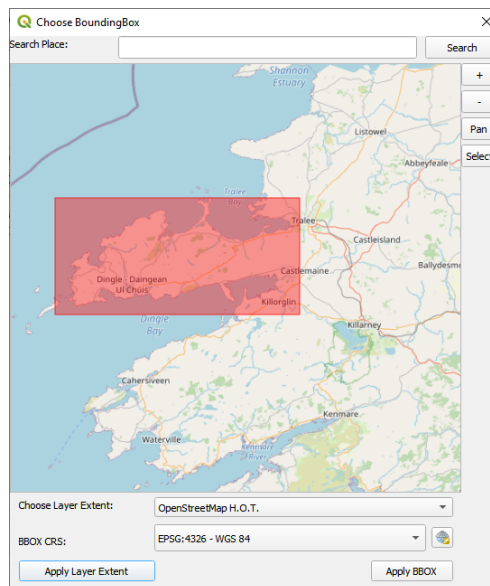 Choose BoundingBox
Search Place:
Search
+
-
Pan
Select
Shannon
Estuary
Listowel
Abbeyfeale
Tralee
Bay
Tralee
Castleisland
Castlemaine
Ballydesmo
Dingle - Daingean
Uí Chúis
Killorglin
Dingle
Bay
Killarney
Cahersiveen
Kenmare
Waterville
Kenmare
River
Choose Layer Extent:
OpenStreetMap H.O.T.
BBOX CRS:
EPSG:4326 - WGS 84
Apply Layer Extent
Apply BBOX